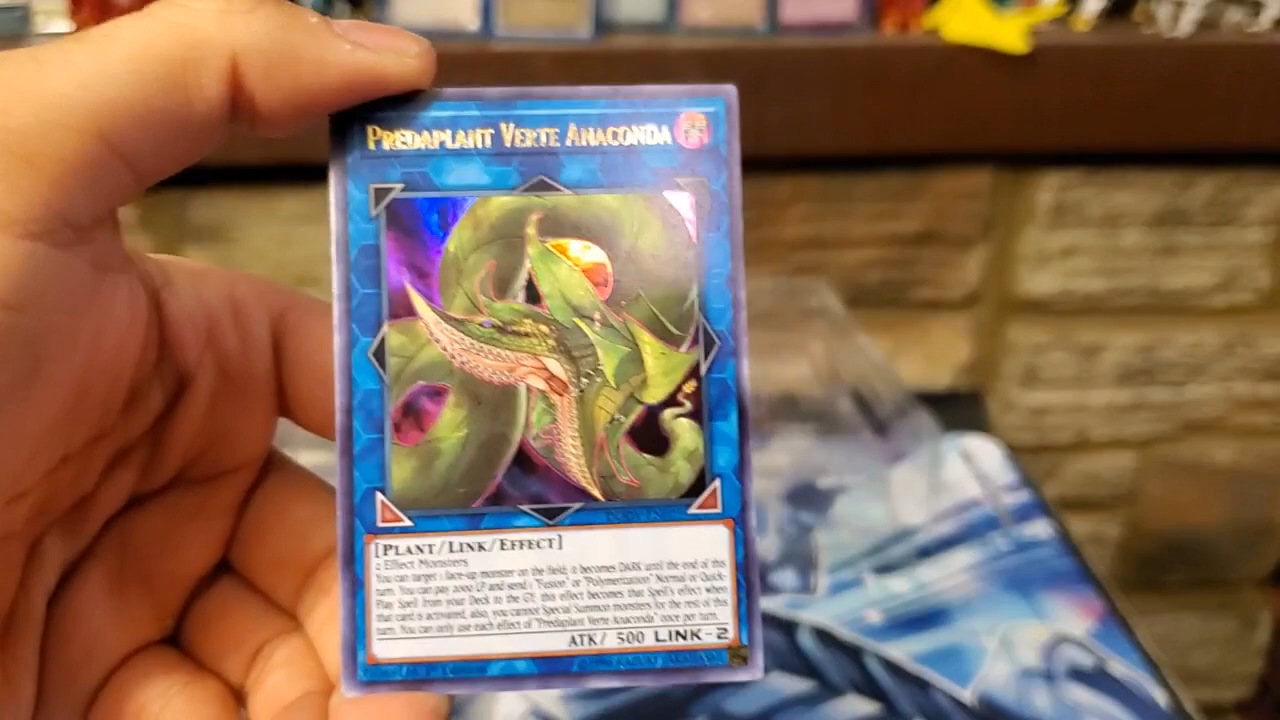 PREDAPLANT VERTE ANACONDA
[PLANT/LINK/EFFECT]
2 Effect Monsters
You can target 1 face-up monster on the field; it becomes DARK until the end of this
turn. You can pay 2000 LP and send 1 "Fusion" or "Polymerization" Normal or Quick-
Play Spell from your Deck to the GY; this effect becomes that Spell's effect when
that card is activated, also, you cannot Special Summon monsters for the rest of this
turn. You can only use each effect of "Predaplant Verte Anaconda" once per turn.
ATK/ 500 LINK-2